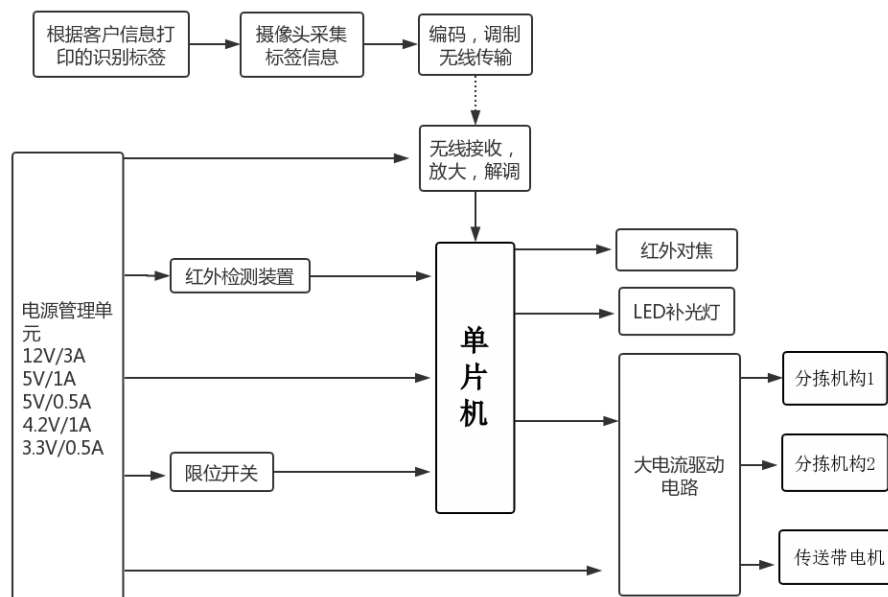 根据客户信息打
印的识别标签
摄像头采集
标签信息
编码，调制
无线传输
无线接收，
放大，解调
电源管理单
元
12V/3A
5V/1A
5V/0.5A
4.2V/1A
3.3V/0.5A
红外检测装置
限位开关
单
片
机
红外对焦
LED补光灯
大电流驱动
电路
分拣机构1
分拣机构2
传送带电机